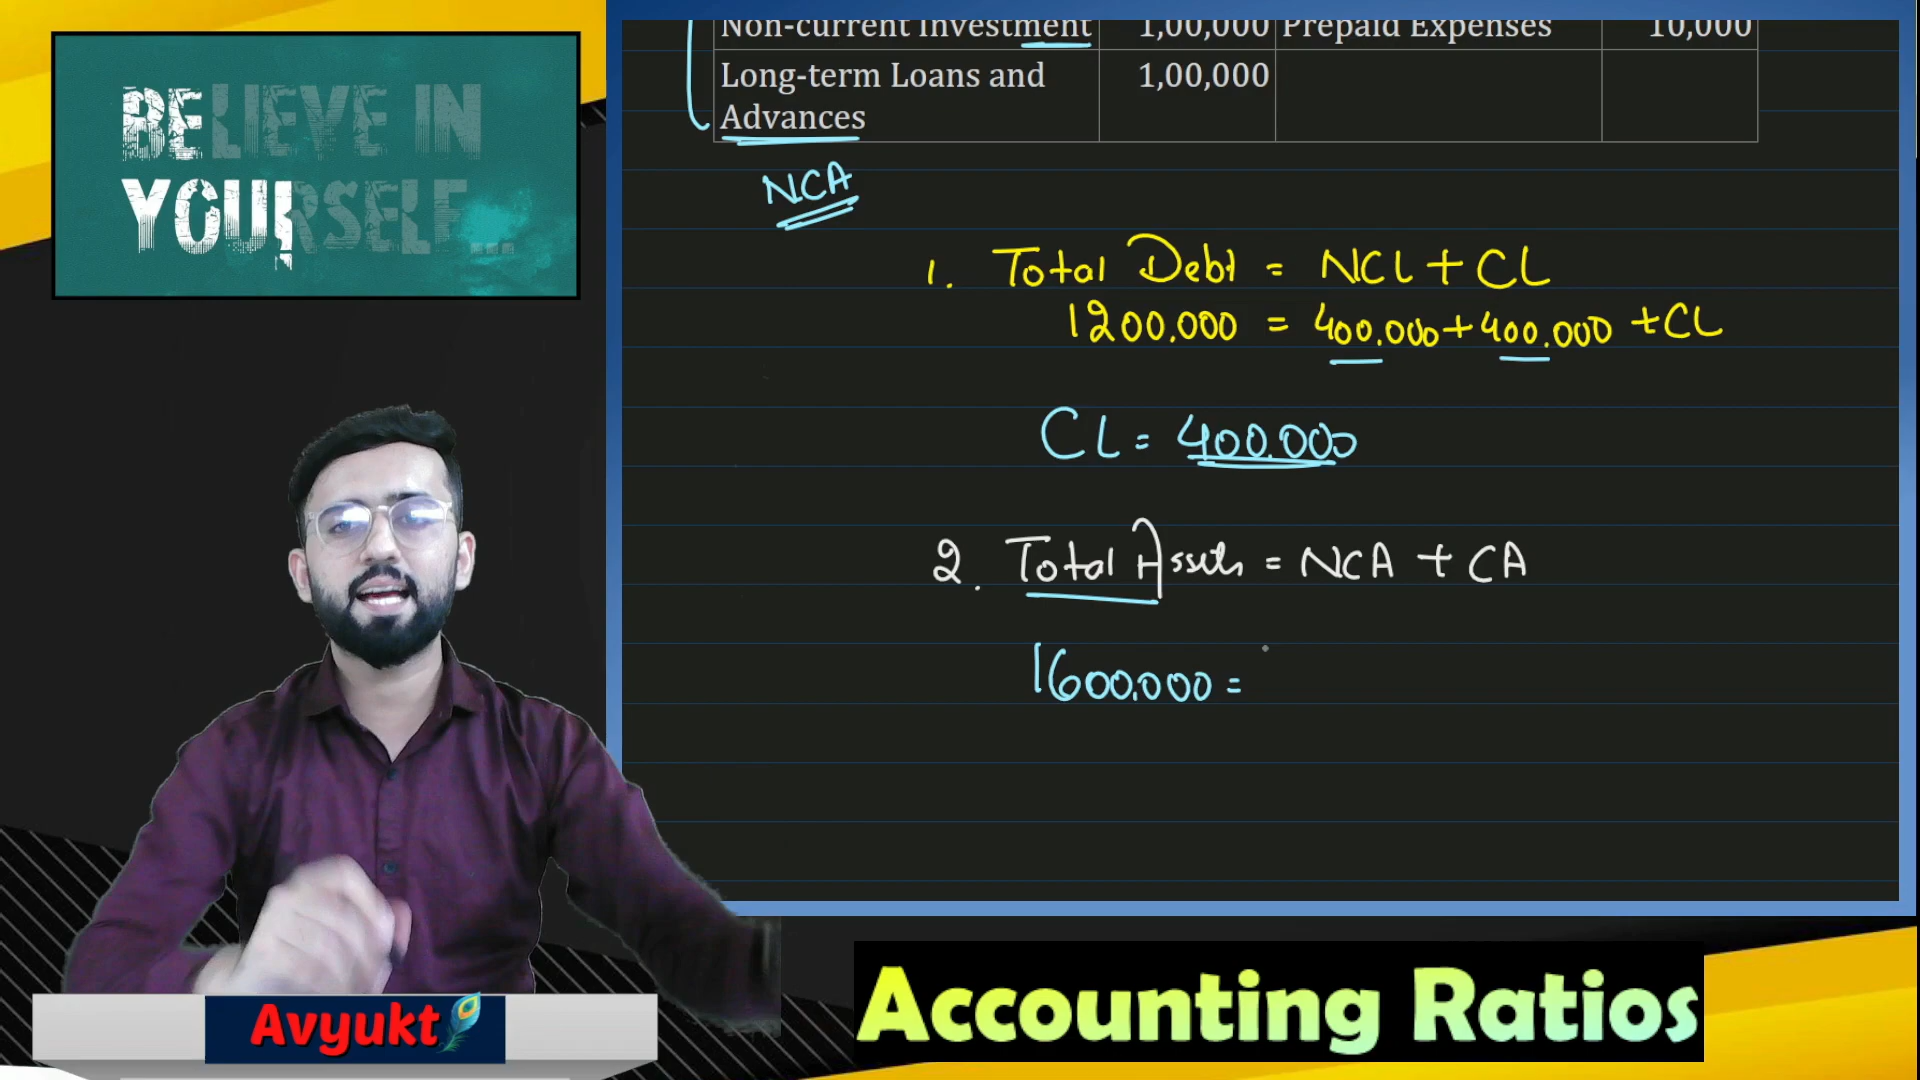 BELIEVE IN
YOURSELF...
Non-current Investment 1,00,000 Prepaid Expenses 10,000
Long-term Loans and 1,00,000
Advances
NCA
1. Total Debt = NCL + CL
1200.000 = 400.000 + 400.000 + CL
CL = 400.000
2. Total Assets = NCA + CA
1600.000 =
Avyukt
Accounting Ratios